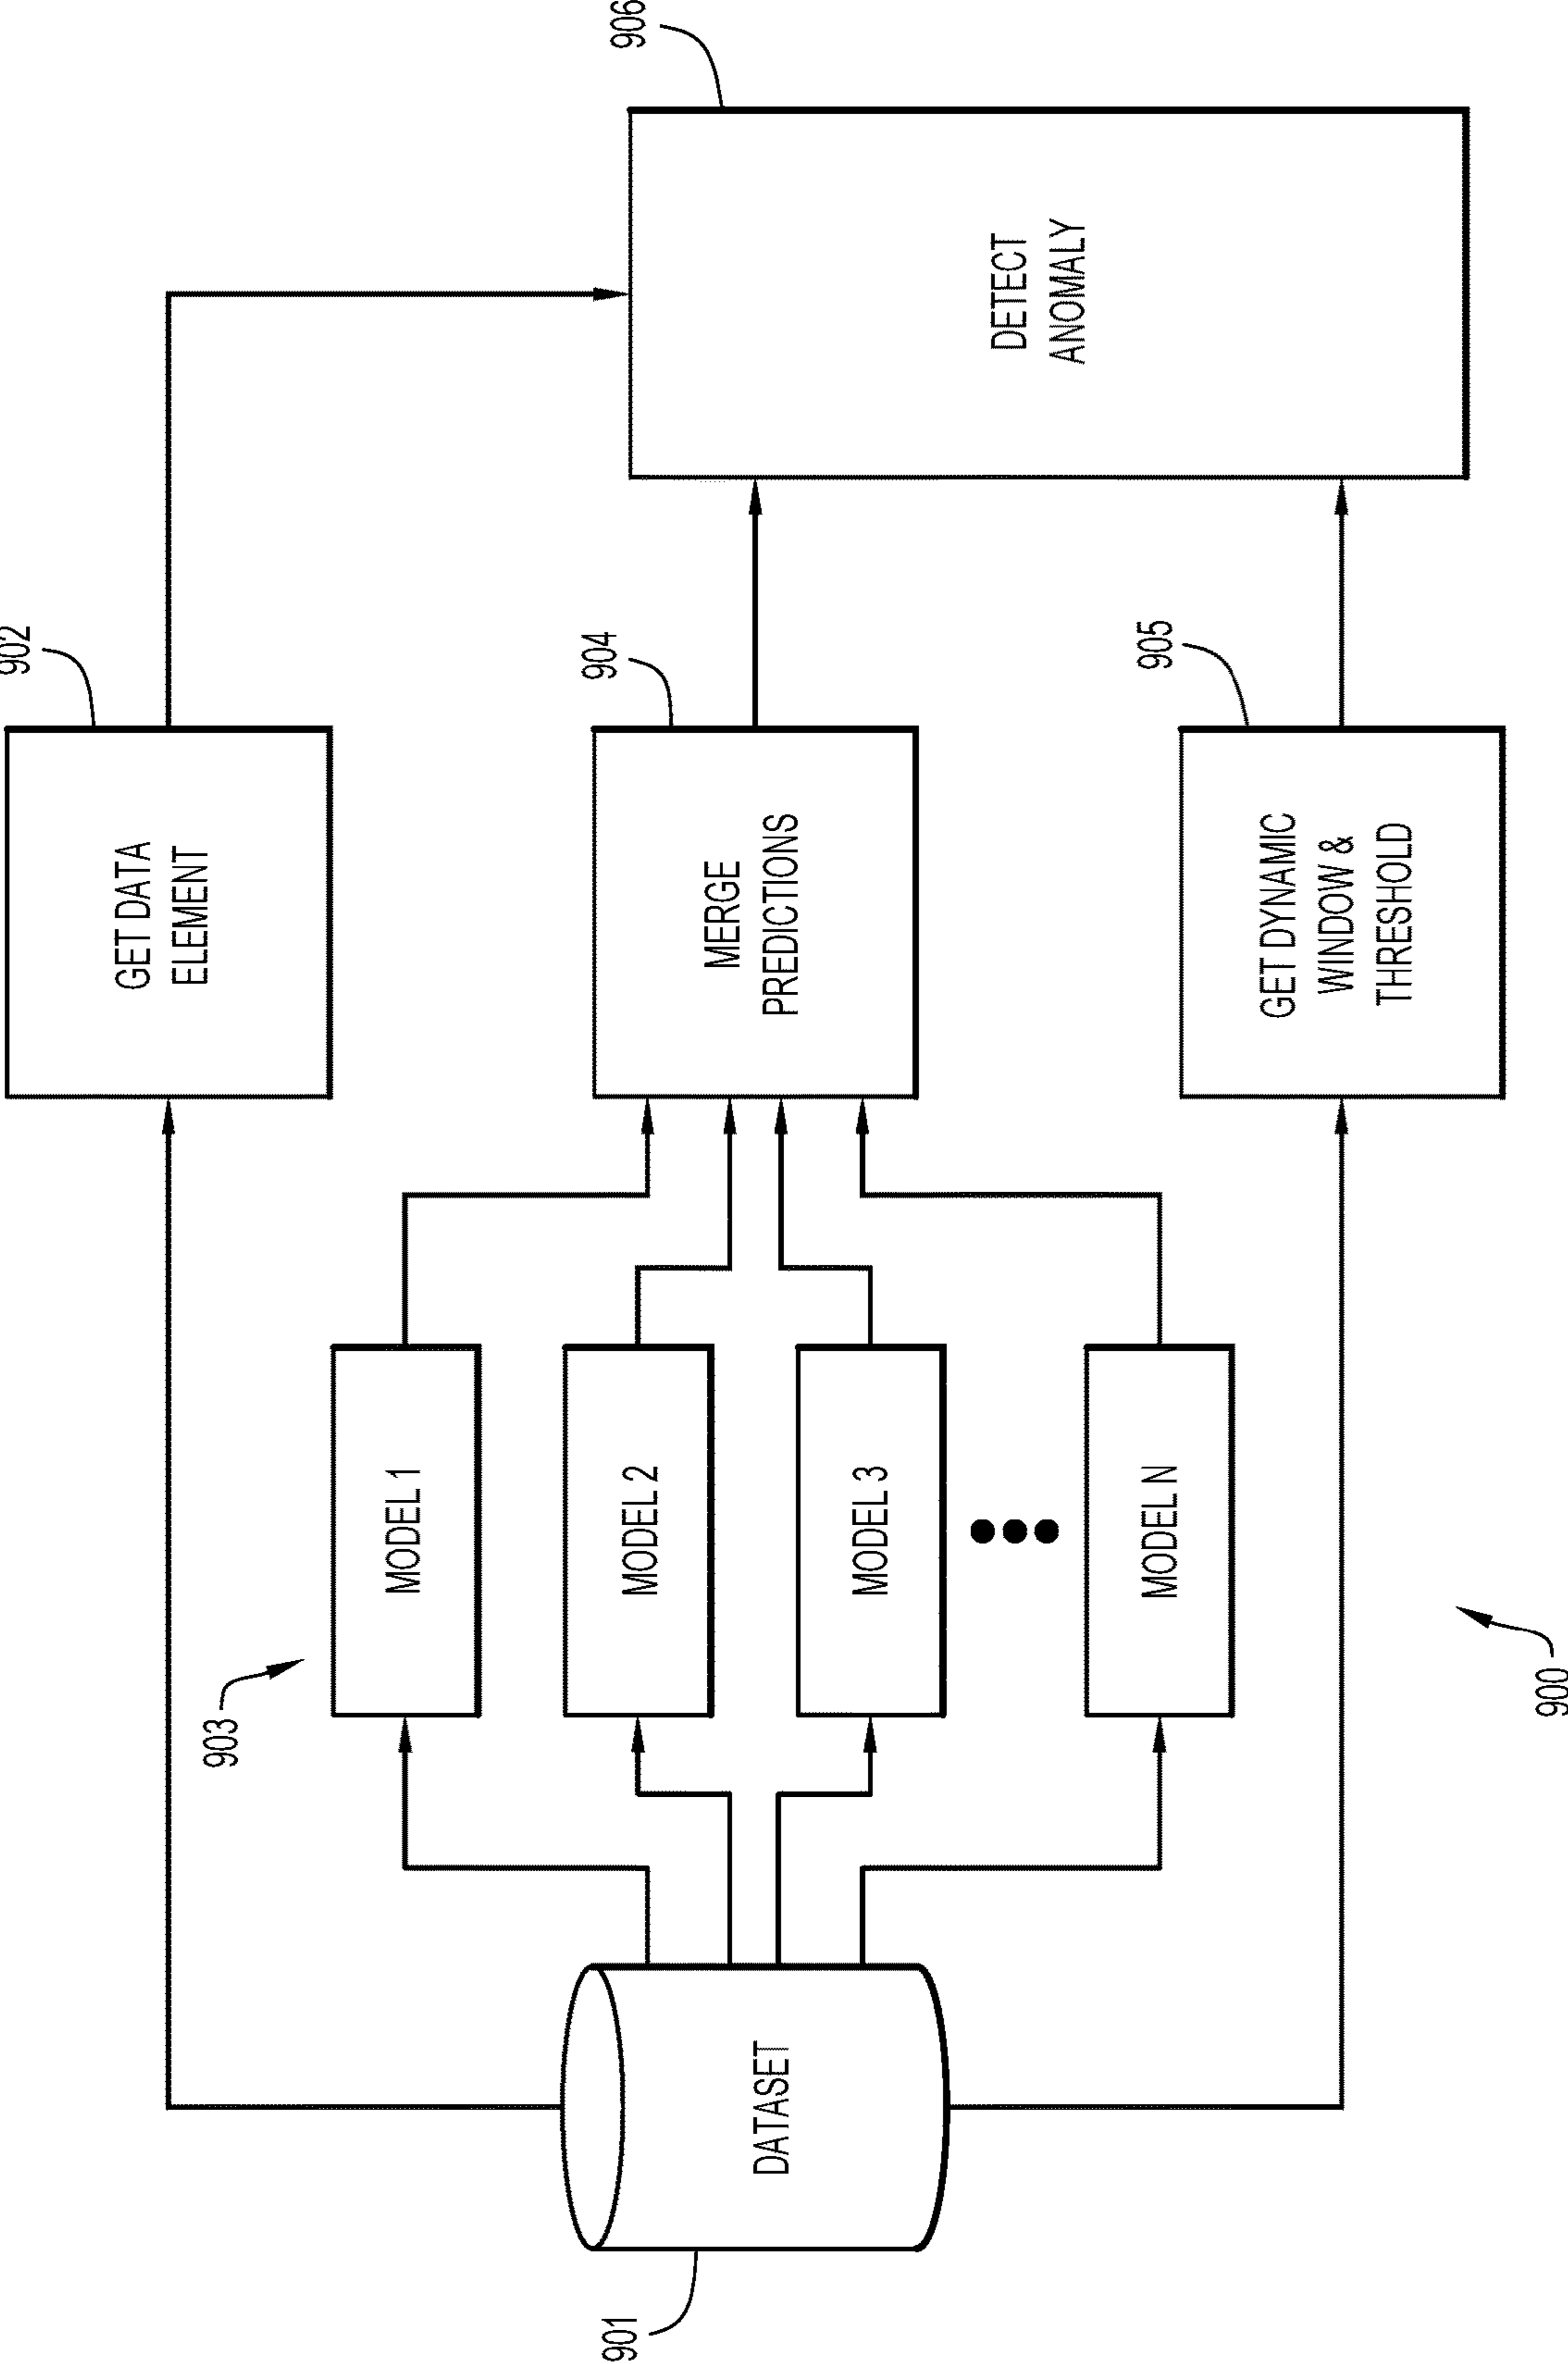 901
DATASET
903
MODEL 1
MODEL 2
MODEL 3
MODEL N
900
902
GET DATA
ELEMENT
904
MERGE
PREDICTIONS
905
GET DYNAMIC
WINDOW &
THRESHOLD
906
DETECT
ANOMALY